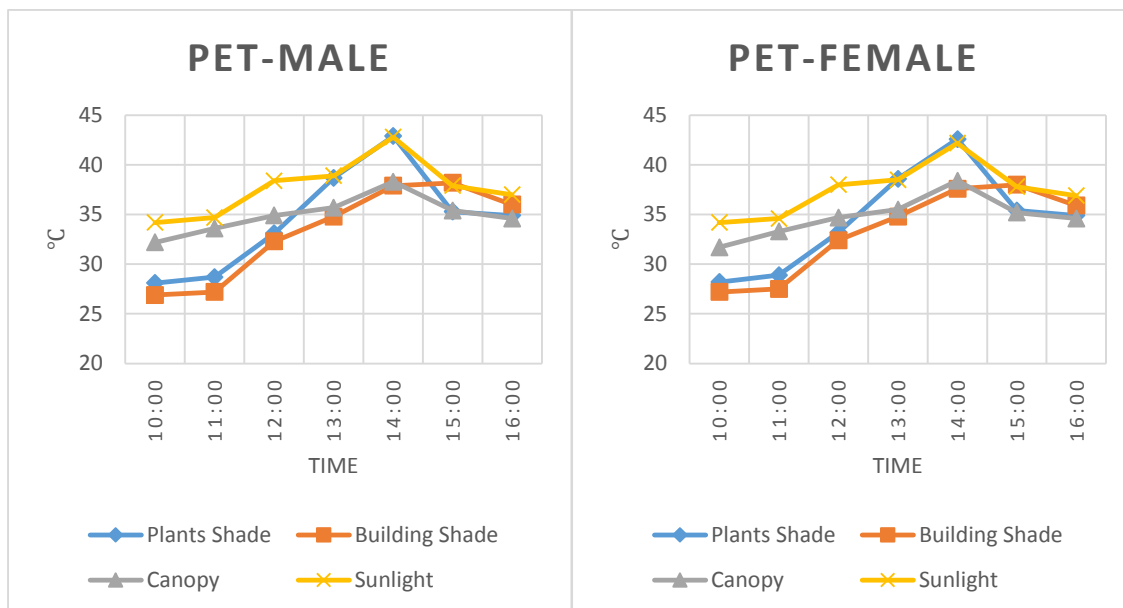 PET-MALE
45
40
35
30
25
20
°C
10:00
11:00
12:00
13:00
14:00
15:00
16:00
TIME
Plants Shade
Building Shade
Canopy
Sunlight
PET-FEMALE
45
40
35
30
25
20
°C
10:00
11:00
12:00
13:00
14:00
15:00
16:00
TIME
Plants Shade
Building Shade
Canopy
Sunlight